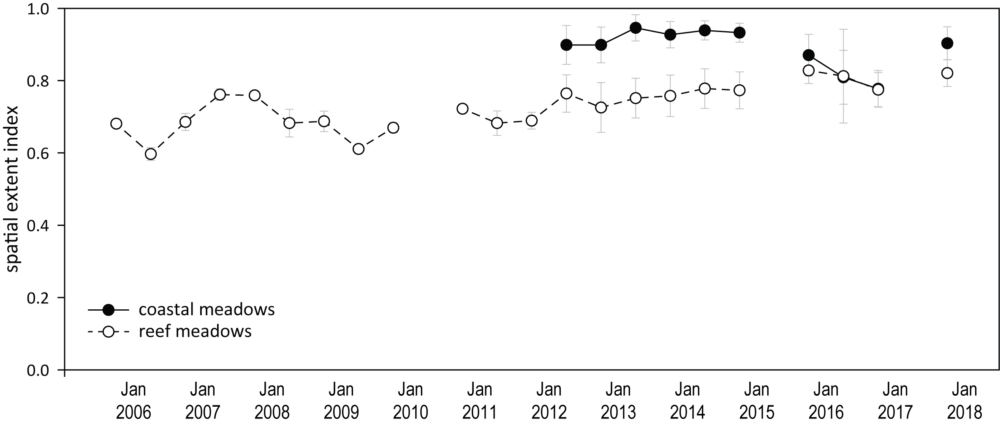 1.0
0.8
0.6
0.4
0.2
0.0
spatial extent index
coastal meadows
reef meadows
Jan Jan Jan Jan Jan Jan Jan Jan Jan Jan Jan Jan Jan
2006 2007 2008 2009 2010 2011 2012 2013 2014 2015 2016 2017 2018